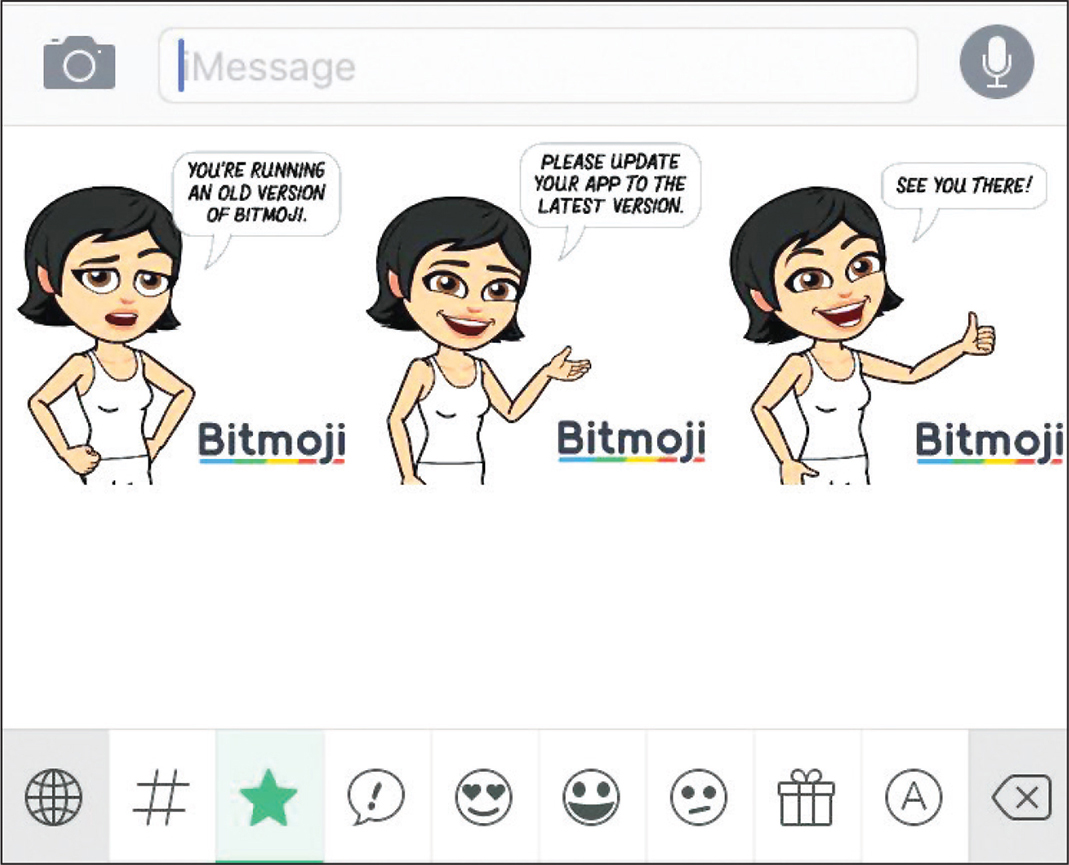 iMessage
YOU'RE RUNNING
AN OLD VERSION
OF BITMOJI.
PLEASE UPDATE
YOUR APP TO THE
LATEST VERSION.
SEE YOU THERE!
Bitmoji
Bitmoji
Bitmoji
#
!
A